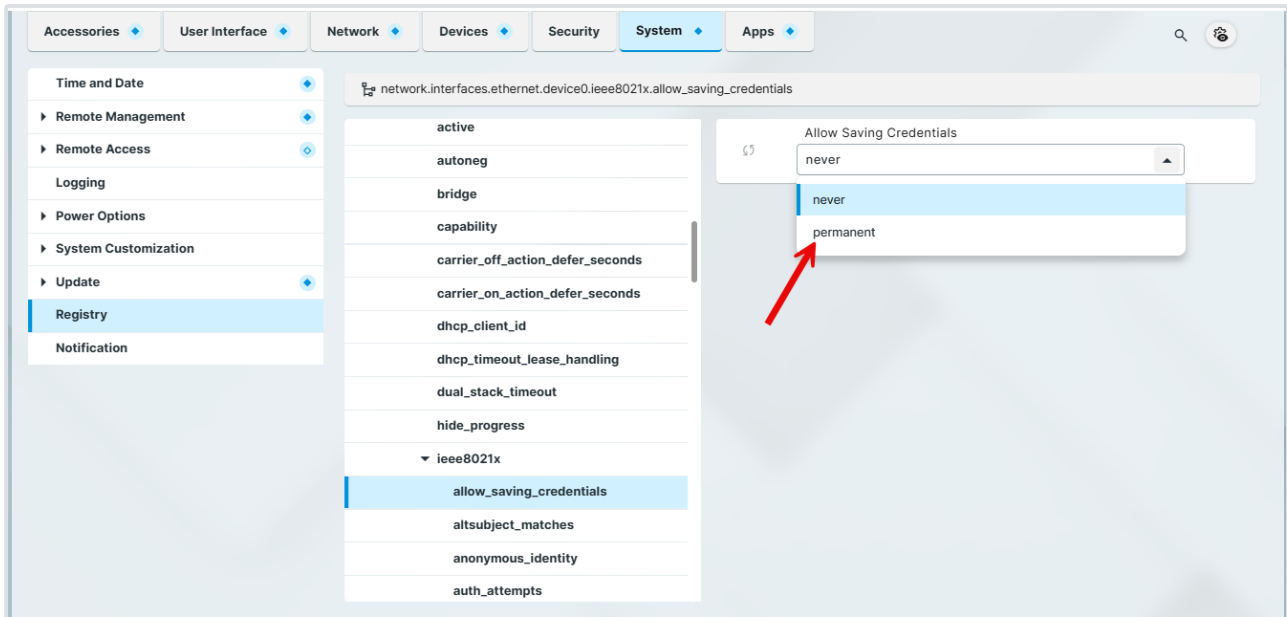 Accessories
User Interface
Network
Devices
Security
System
Apps
Time and Date
Remote Management
Remote Access
Logging
Power Options
System Customization
Update
Registry
Notification
network.interfaces.ethernet.device0.ieee8021x.allow_saving_credentials
active
autoneg
bridge
capability
carrier_off_action_defer_seconds
carrier_on_action_defer_seconds
dhcp_client_id
dhcp_timeout_lease_handling
dual_stack_timeout
hide_progress
ieee8021x
allow_saving_credentials
altsubject_matches
anonymous_identity
auth_attempts
Allow Saving Credentials
never
never
permanent